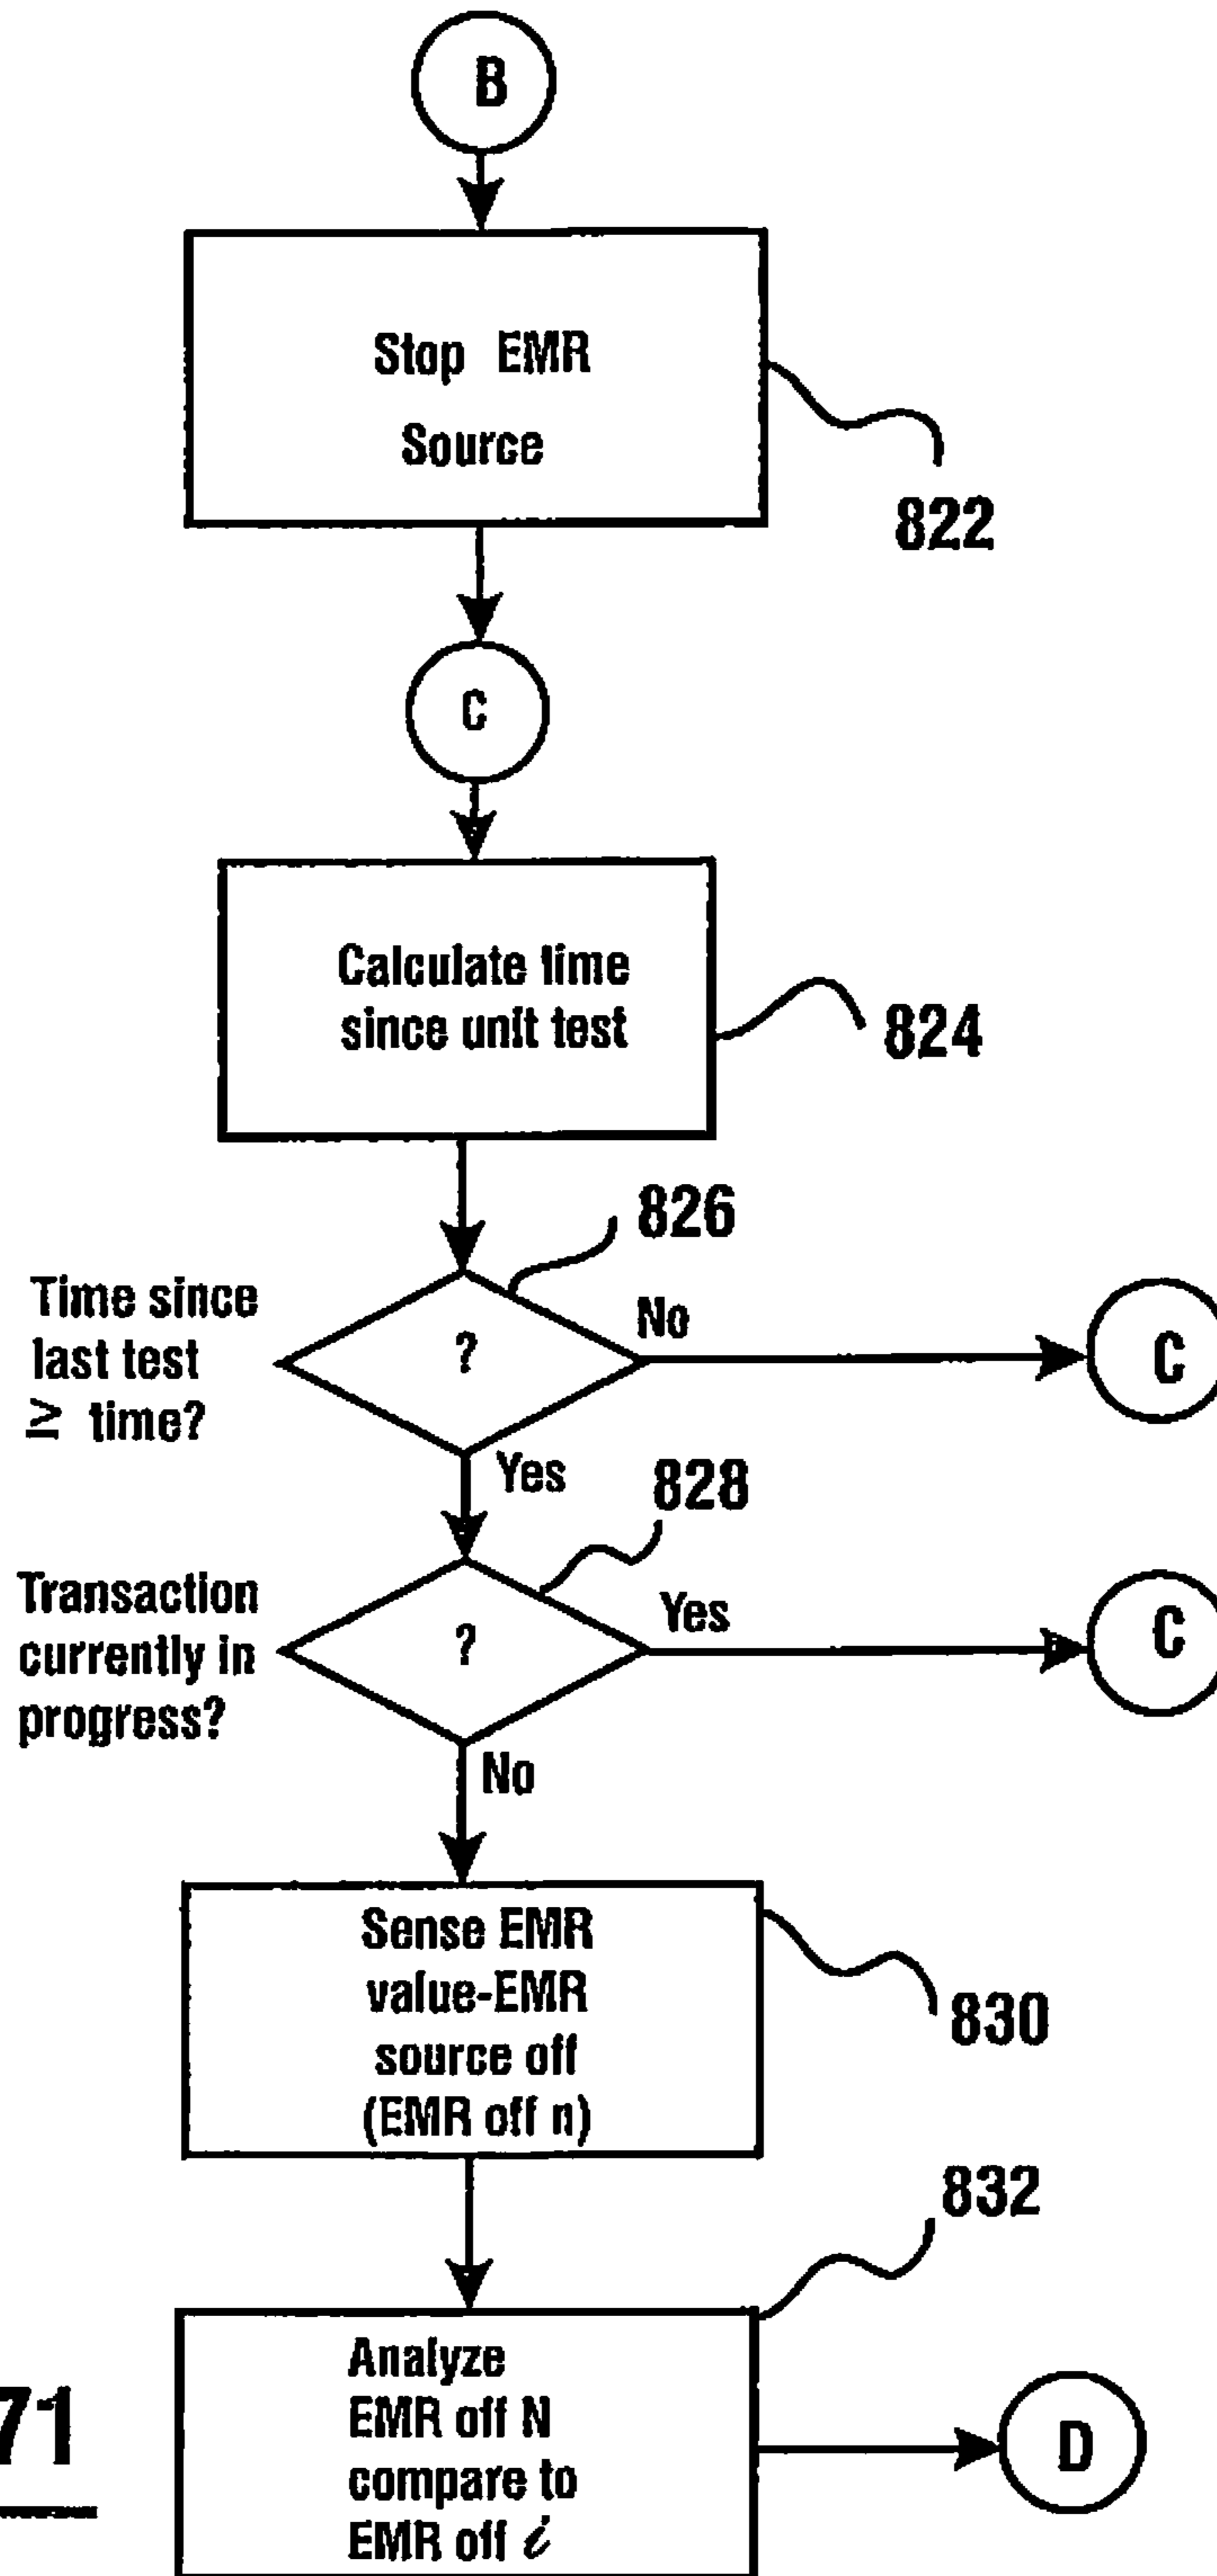 B
Stop EMR
Source
822
C
Calculate time
since unit test
824
826
Time since
last test
≥ time?
?
No
C
Yes
828
Transaction
currently in
progress?
?
Yes
C
No
Sense EMR
value-EMR
source off
(EMR off n)
830
832
Analyze
EMR off N
compare to
EMR off i
D
71